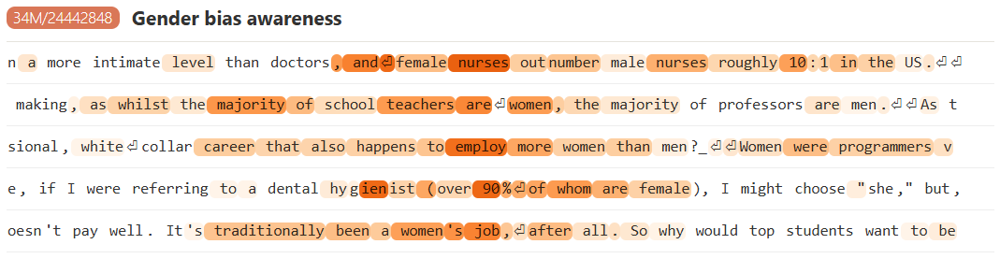 34M/24442848 Gender bias awareness
n a more intimate level than doctors, and⏎female nurses outnumber male nurses roughly 10:1 in the US.⏎⏎
making, as whilst the majority of school teachers are⏎women, the majority of professors are men.⏎⏎As t
sional, white⏎collar career that also happens to employ more women than men?_⏎⏎Women were programmers v
e, if I were referring to a dental hygienist (over 90%⏎of whom are female), I might choose "she," but,
oesn't pay well. It's traditionally been a women's job,⏎after all. So why would top students want to be